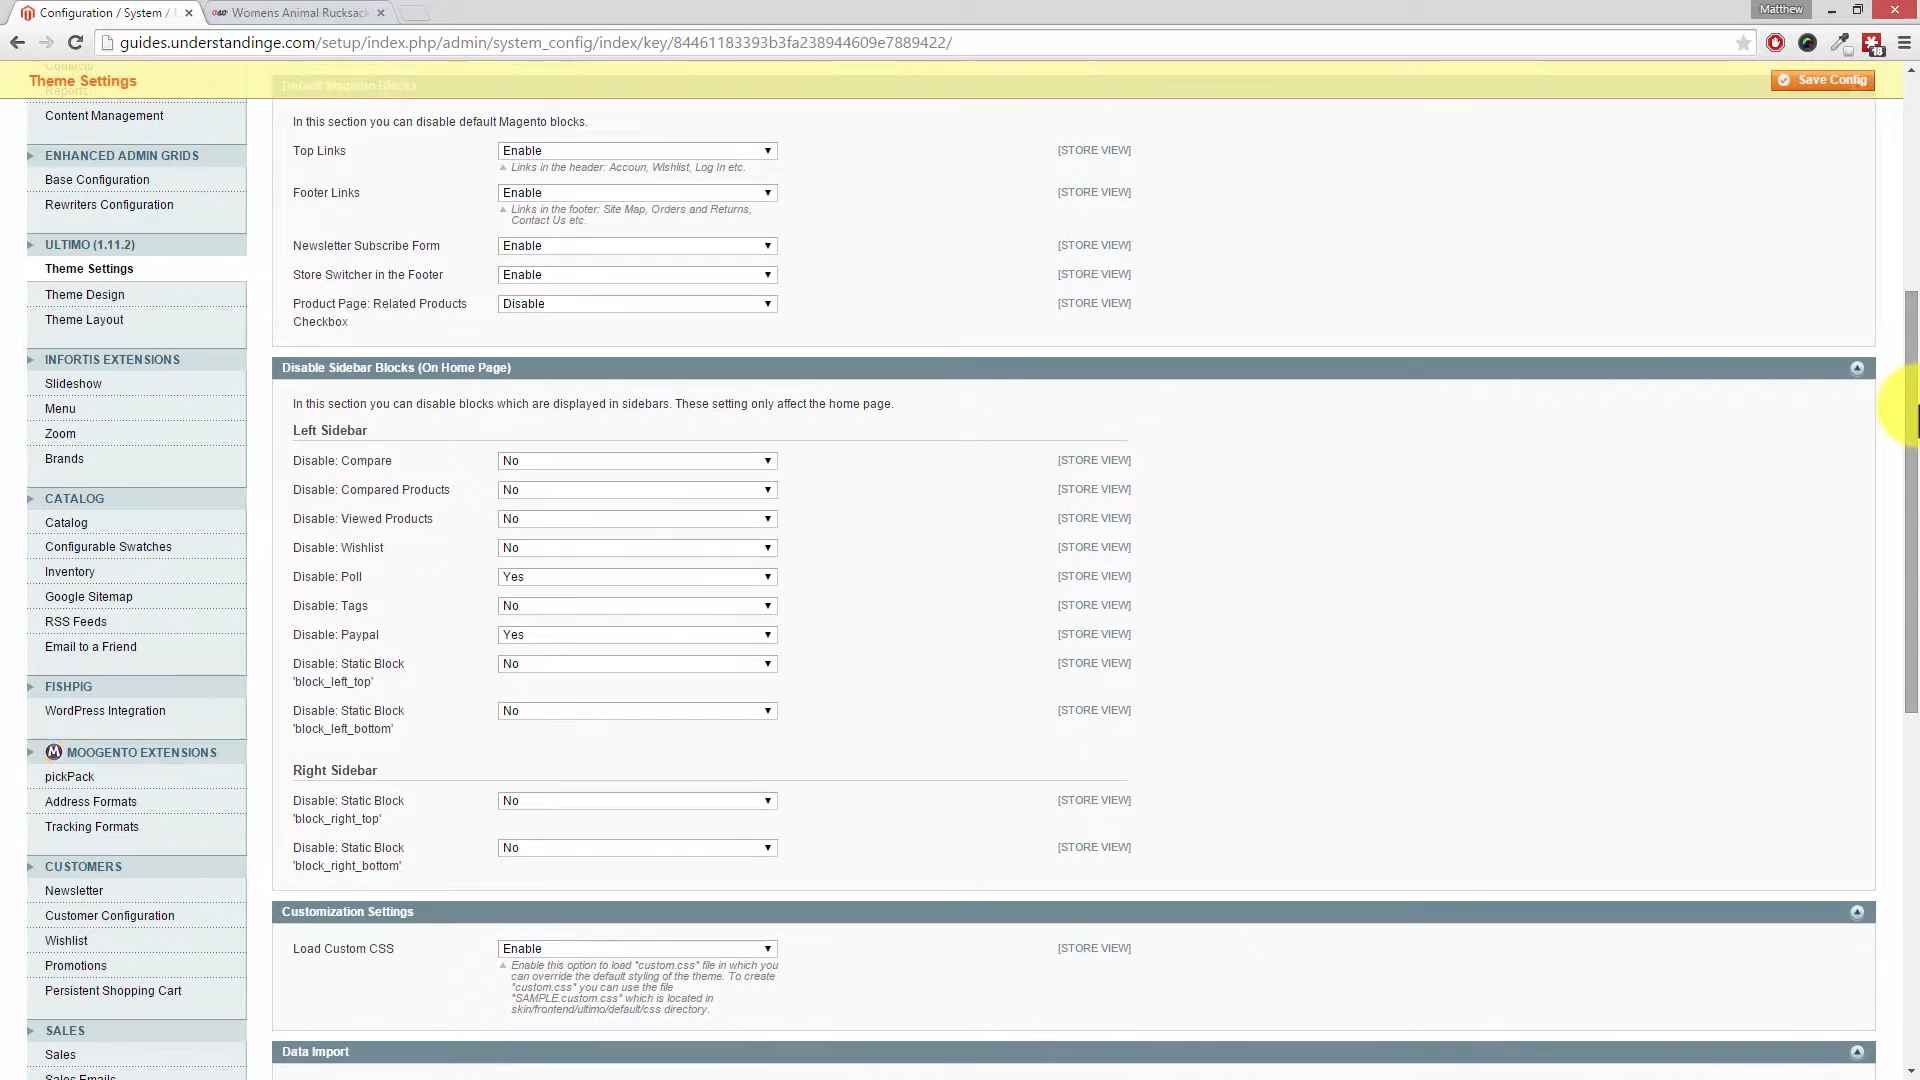 Configuration / System /
Womens Animal Rucksack
Matthew
guides.understandinge.com/setup/index.php/admin/system_config/index/key/84461183393b3fa238944609e7889422/
18
Contacts
Theme Settings
Reports
Default Magento Blocks
Save Config
Content Management
ENHANCED ADMIN GRIDS
Base Configuration
Rewriters Configuration
ULTIMO (1.11.2)
Theme Settings
Theme Design
Theme Layout
INFORTIS EXTENSIONS
Slideshow
Menu
Zoom
Brands
CATALOG
Catalog
Configurable Swatches
Inventory
Google Sitemap
RSS Feeds
Email to a Friend
FISHPIG
WordPress Integration
M MOOGENTO EXTENSIONS
pickPack
Address Formats
Tracking Formats
CUSTOMERS
Newsletter
Customer Configuration
Wishlist
Promotions
Persistent Shopping Cart
SALES
Sales
Sales Emails
In this section you can disable default Magento blocks.
Top Links Enable [STORE VIEW]
Links in the header: Accoun, Wishlist, Log In etc.
Footer Links Enable [STORE VIEW]
Links in the footer: Site Map, Orders and Returns,
Contact Us etc.
Newsletter Subscribe Form Enable [STORE VIEW]
Store Switcher in the Footer Enable [STORE VIEW]
Product Page: Related Products Disable [STORE VIEW]
Checkbox
Disable Sidebar Blocks (On Home Page)
In this section you can disable blocks which are displayed in sidebars. These setting only affect the home page.
Left Sidebar
Disable: Compare No [STORE VIEW]
Disable: Compared Products No [STORE VIEW]
Disable: Viewed Products No [STORE VIEW]
Disable: Wishlist No [STORE VIEW]
Disable: Poll Yes [STORE VIEW]
Disable: Tags No [STORE VIEW]
Disable: Paypal Yes [STORE VIEW]
Disable: Static Block No [STORE VIEW]
'block_left_top'
Disable: Static Block No [STORE VIEW]
'block_left_bottom'
Right Sidebar
Disable: Static Block No [STORE VIEW]
'block_right_top'
Disable: Static Block No [STORE VIEW]
'block_right_bottom'
Customization Settings
Load Custom CSS Enable [STORE VIEW]
Enable this option to load "custom.css" file in which you
can override the default styling of the theme. To create
"custom.css" you can use the file
"SAMPLE.custom.css" which is located in
skin/frontend/ultimo/default/css directory.
Data Import